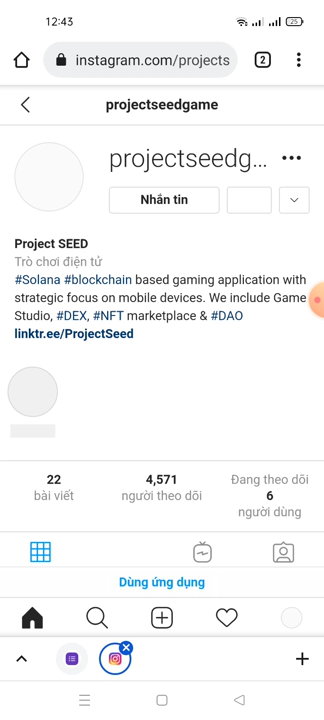 12:43
25
instagram.com/projects
2
projectseedgame
projectseedg...
Nhắn tin
Project SEED
Trò chơi điện tử
#Solana #blockchain based gaming application with
strategic focus on mobile devices. We include Game
Studio, #DEX, #NFT marketplace & #DAO
linktr.ee/ProjectSeed
22
bài viết
4,571
người theo dõi
Đang theo dõi
6
người dùng
Dùng ứng dụng